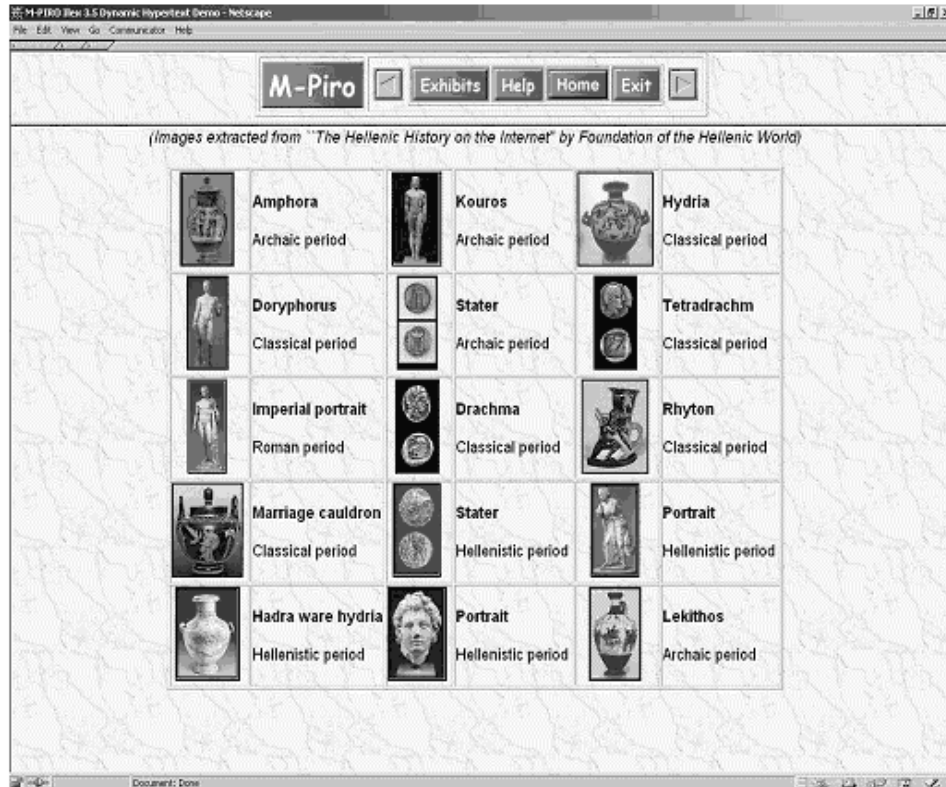 M-PIRO Ilex 3.5 Dynamic Hypertext Demo - Netscape
File Edit View Go Communicator Help
M-Piro Exhibits Help Home Exit
(Images extracted from ``The Hellenic History on the Internet" by Foundation of the Hellenic World)
Amphora
Archaic period
Kouros
Archaic period
Hydria
Classical period
Doryphorus
Classical period
Stater
Archaic period
Tetradrachm
Classical period
Imperial portrait
Roman period
Drachma
Classical period
Rhyton
Classical period
Marriage cauldron
Classical period
Stater
Hellenistic period
Portrait
Hellenistic period
Hadra ware hydria
Hellenistic period
Portrait
Hellenistic period
Lekithos
Archaic period
Document: Done